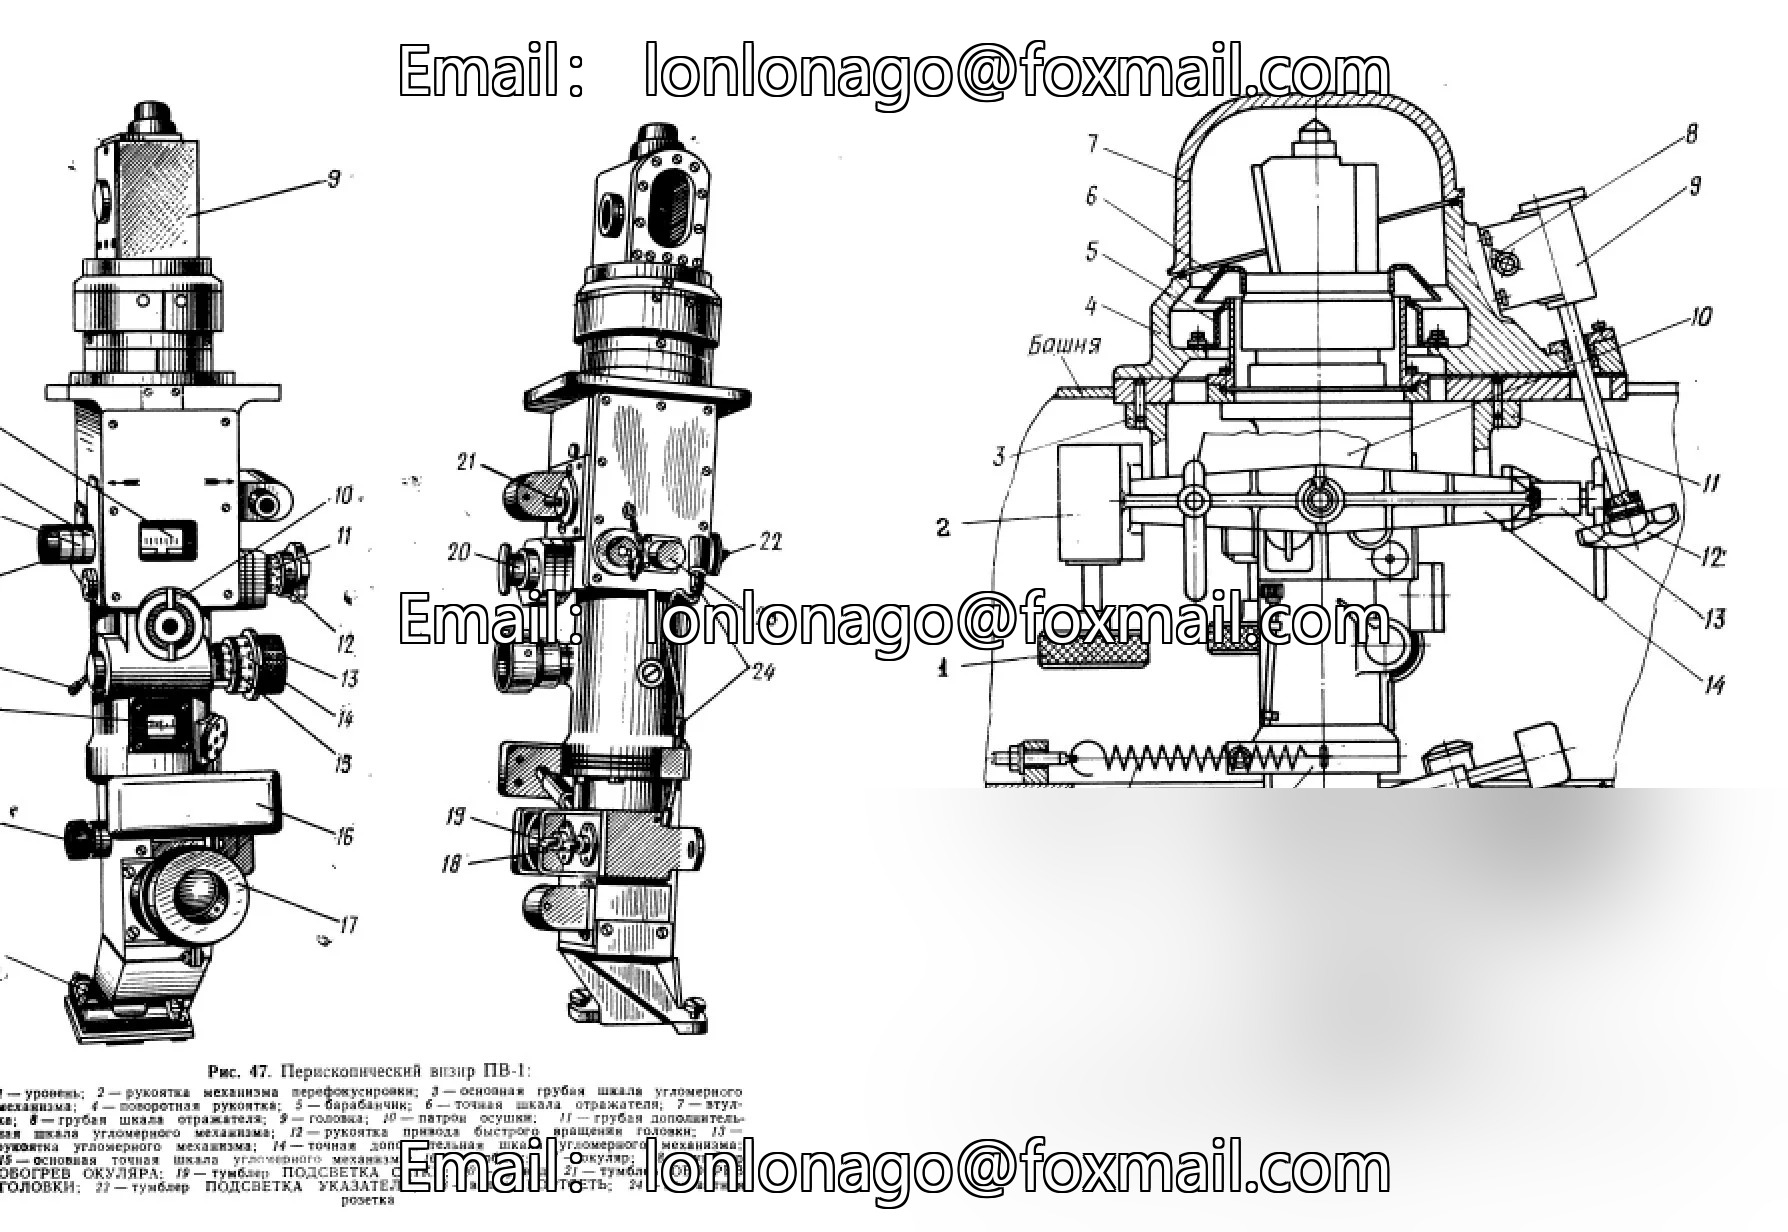 Email: lonlonago@foxmail.com
9
10
11
12
13
14
15
16
17
21
20
22
24
19
18
7
6
5
4
Башня
3
2
1
8
9
10
11
12
13
14
Email: lonlonago@foxmail.com
Рис. 47. Перископический визир ПВ-1:
1 — уровень; 2 — рукоятка механизма перефокусировки; 3 — основная грубая шкала угломерного
механизма; 4 — поворотная рукоятка; 5 — барабанчик; 6 — точная шкала отражателя; 7 — втул-
ка; 8 — грубая шкала отражателя; 9 — головка; 10 — патрон осушки; 11 — грубая дополнитель-
ная шкала угломерного механизма; 12 — рукоятка привода быстрого вращения головки; 13 —
рукоятка угломерного механизма; 14 — точная дополнительная шкала угломерного механизма;
15 — основная точная шкала угломерного механизма; окуляр;
ОБОГРЕВ ОКУЛЯРА; 19 — тумблер ПОДСВЕТКА 21 — тумблер
ГОЛОВКИ; 22 — тумблер ПОДСВЕТКА УКАЗАТЕЛ 24 —
розетка
Email: lonlonago@foxmail.com